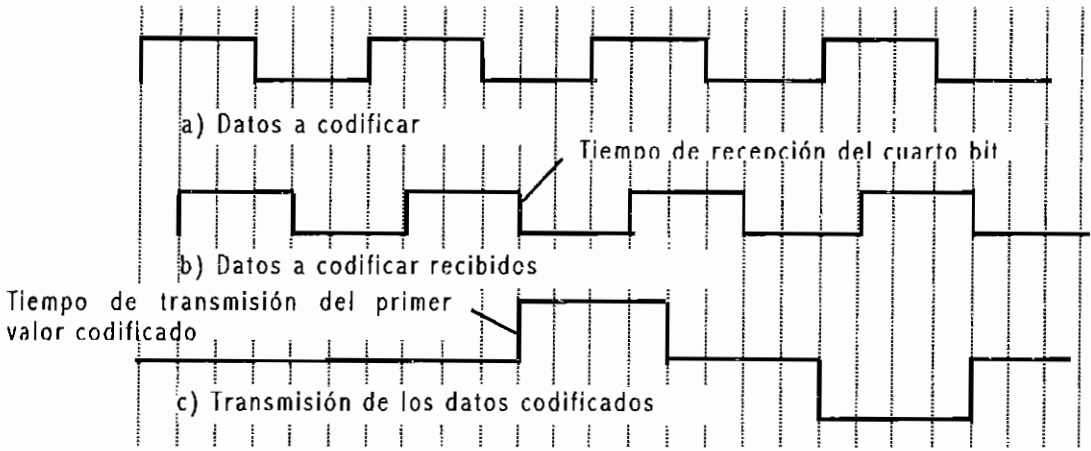 a) Datos a codificar
Tiempo de recepción del cuarto bit
b) Datos a codificar recibidos
Tiempo de transmisión del primer
valor codificado
c) Transmisión de los datos codificados